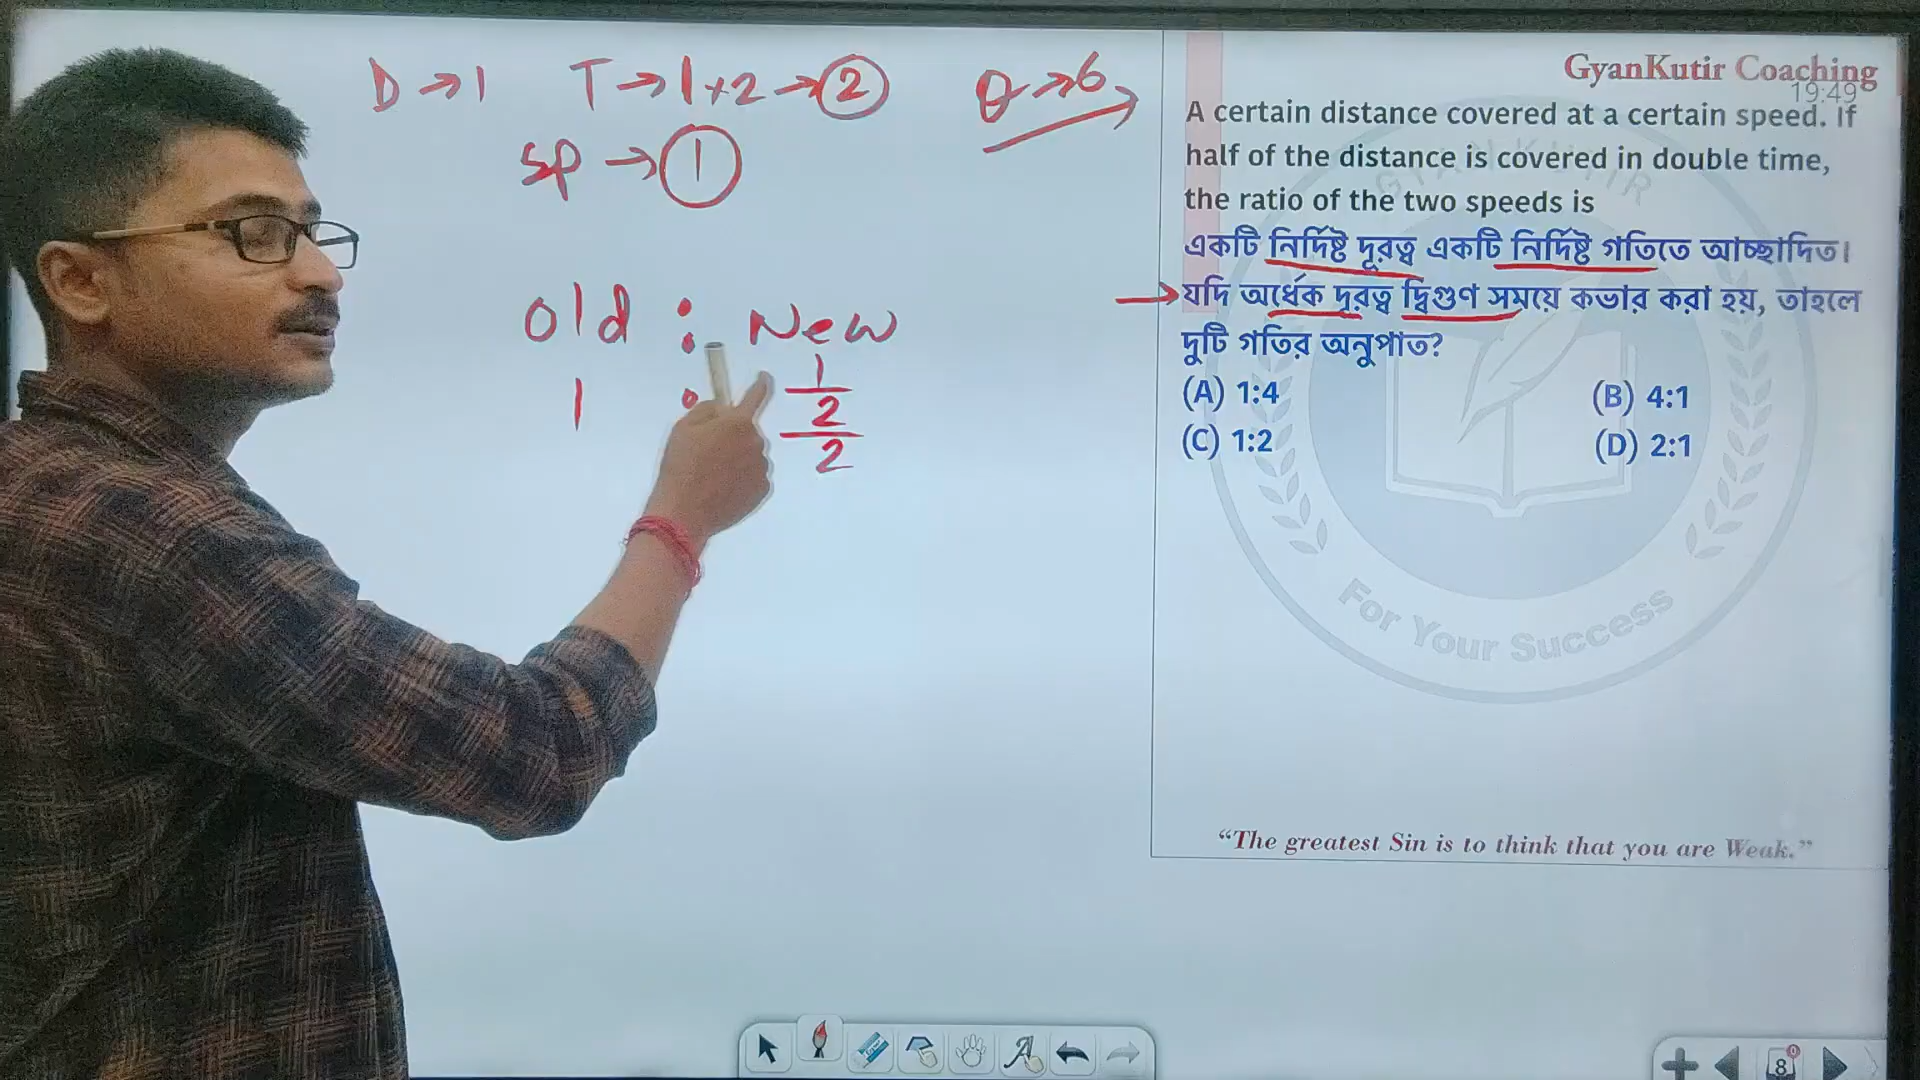 D → 1 T → 1×2 → 2 Q → 6
SP → 1
Old : New
1 : 1/2/2
GyanKutir Coaching
19:49
A certain distance covered at a certain speed. If
half of the distance is covered in double time,
the ratio of the two speeds is
একটি নির্দিষ্ট দূরত্ব একটি নির্দিষ্ট গতিতে আচ্ছাদিত।
যদি অর্ধেক দূরত্ব দ্বিগুণ সময়ে কভার করা হয়, তাহলে
দুটি গতির অনুপাত?
(A) 1:4 (B) 4:1
(C) 1:2 (D) 2:1
GYANKUTIR
For Your Success
“The greatest Sin is to think that you are Weak.”
8